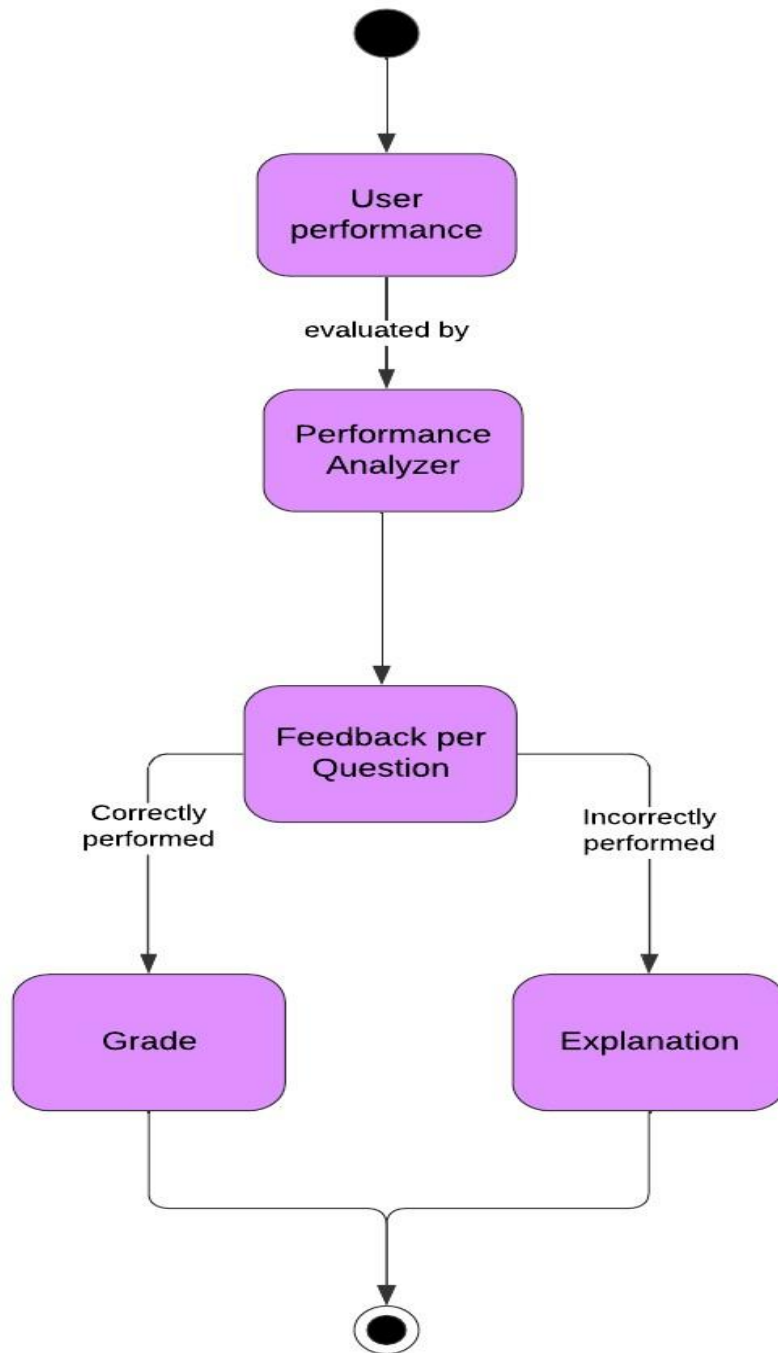 User
performance
evaluated by
Performance
Analyzer
Feedback per
Question
Correctly
performed
Incorrectly
performed
Grade
Explanation